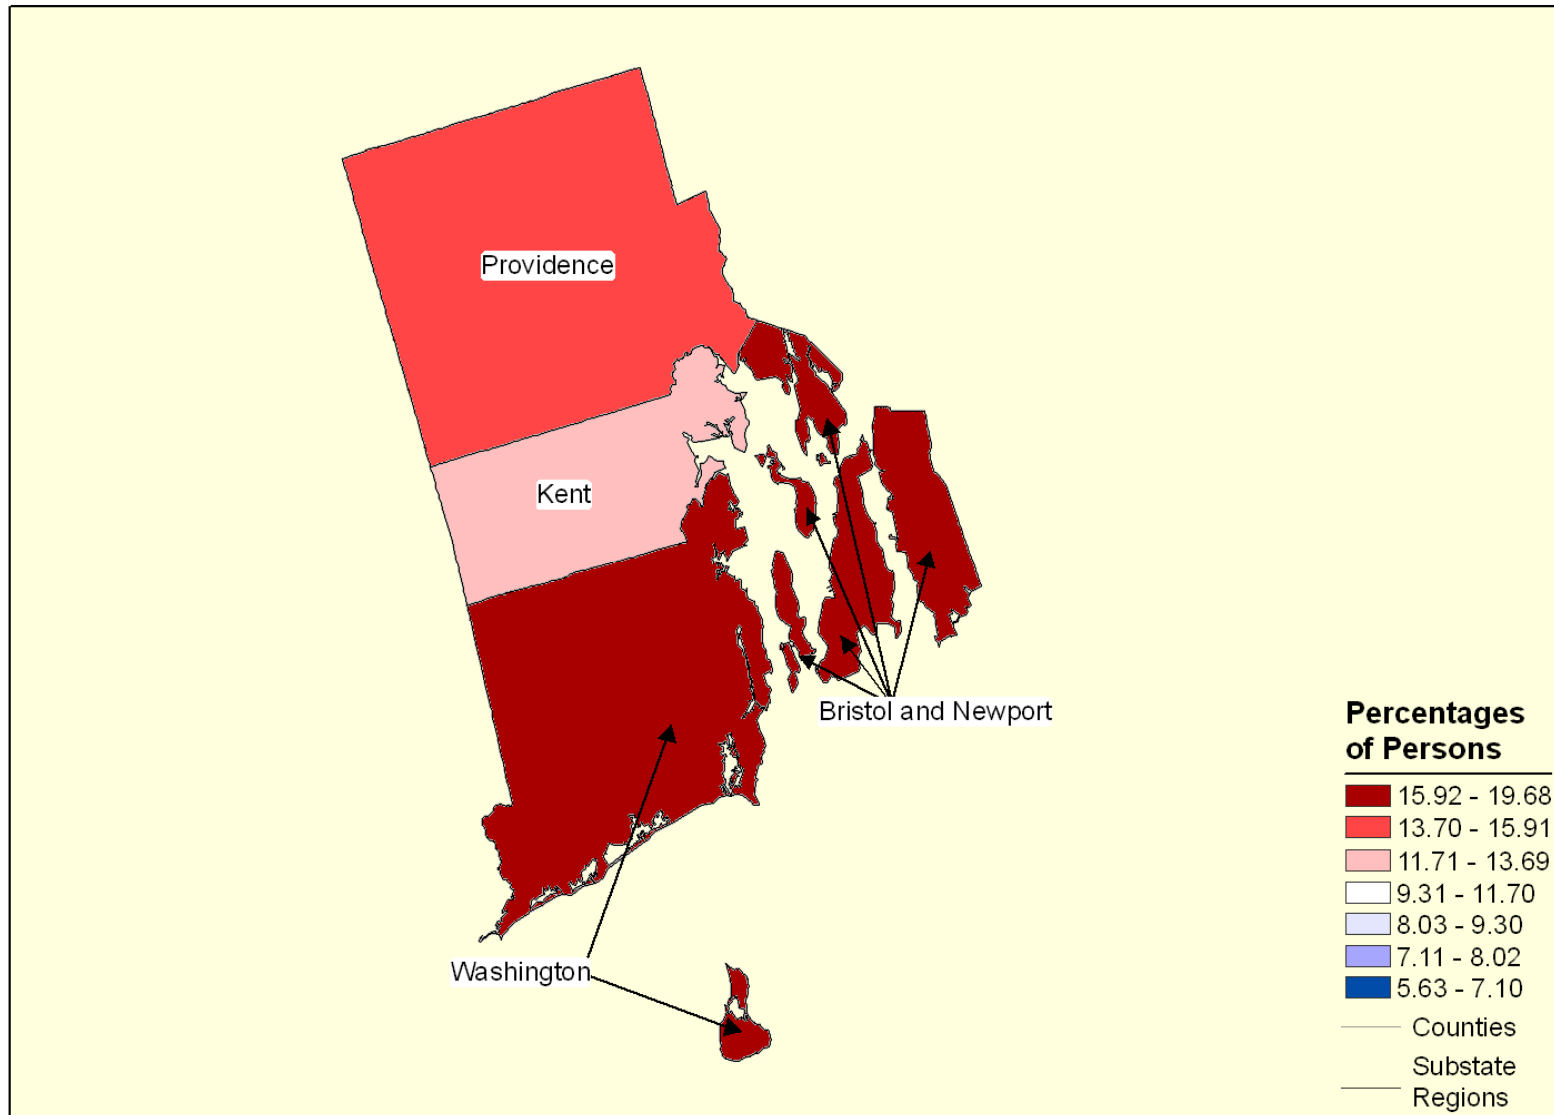 Providence
Kent
Bristol and Newport
Washington
Percentages
of Persons
15.92 - 19.68
13.70 - 15.91
11.71 - 13.69
9.31 - 11.70
8.03 - 9.30
7.11 - 8.02
5.63 - 7.10
Counties
Substate
Regions